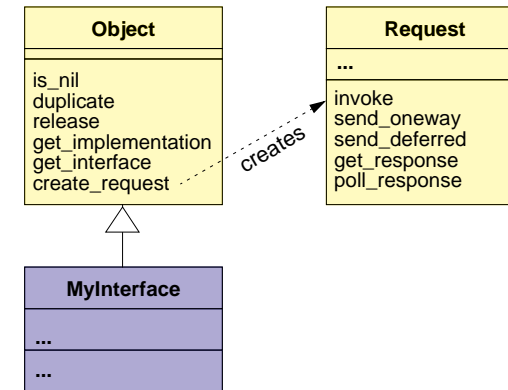 Object
is_nil
duplicate
release
get_implementation
get_interface
create_request
creates
Request
...
invoke
send_oneway
send_deferred
get_response
poll_response
MyInterface
...
...